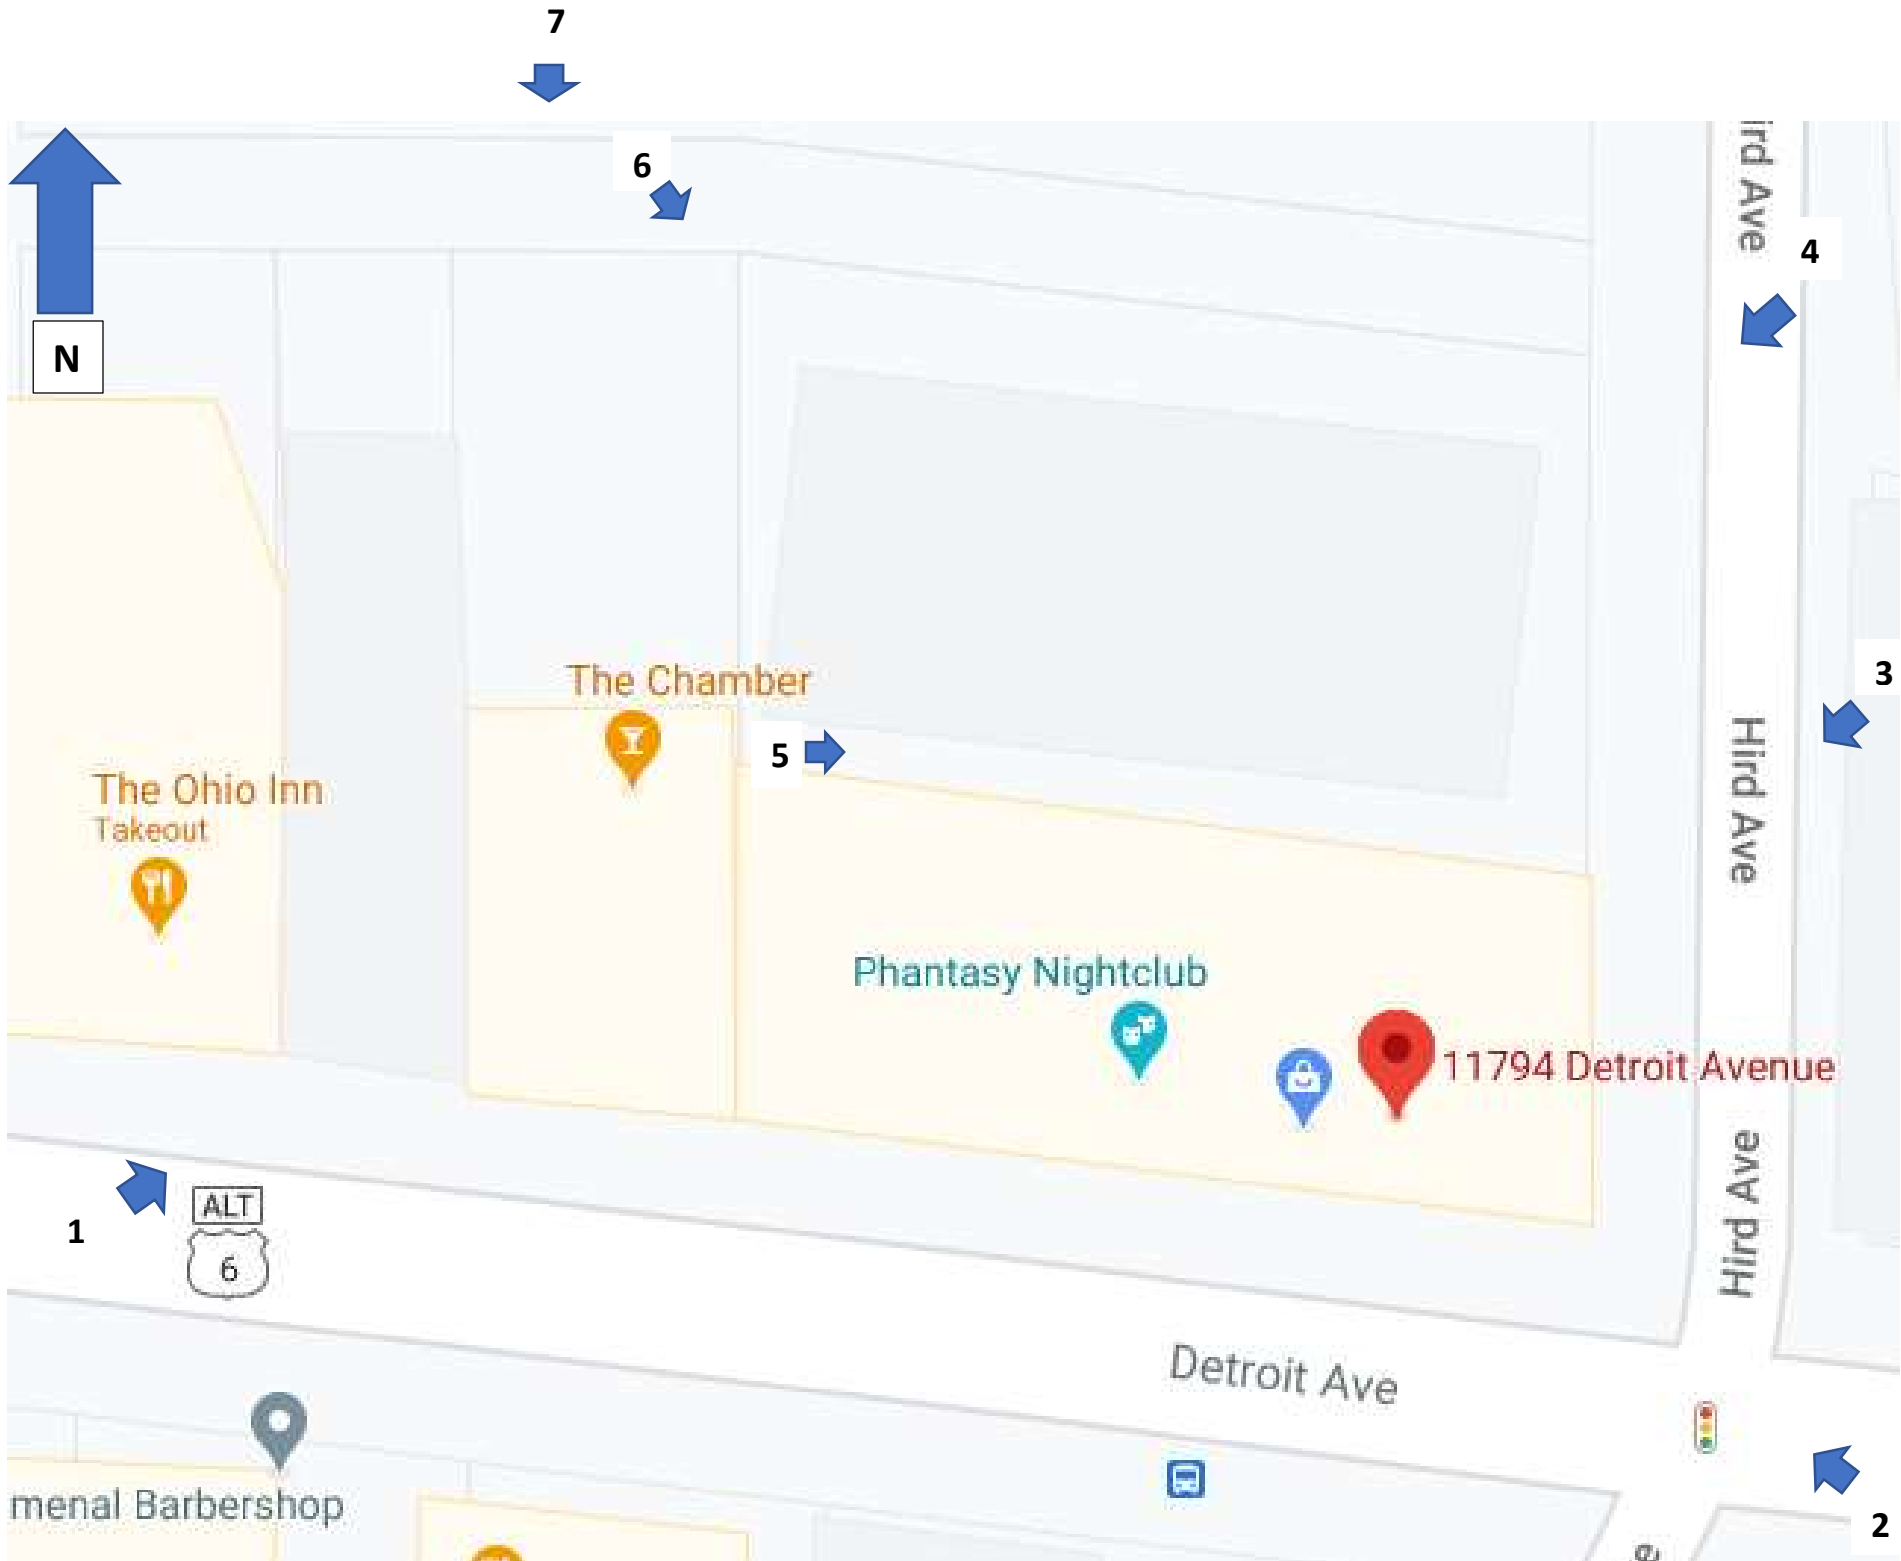 7
6
ird Ave
4
N
The Chamber
3
Hird Ave
5
The Ohio Inn
Takeout
Phantasy Nightclub
11794 Detroit Avenue
Hird Ave
1
ALT
6
Detroit Ave
menal Barbershop
2
e